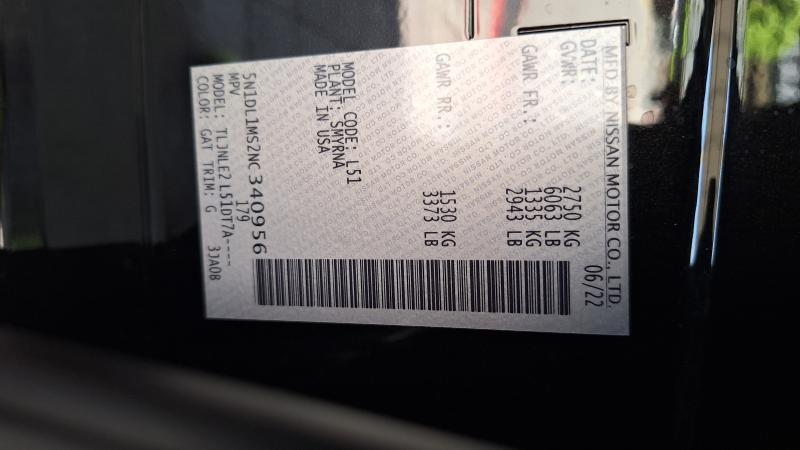 MFD BY NISSAN MOTOR CO., LTD.
DATE: 06/22
GVWR: 2750 KG
6063 LB
GAWR FR.: 1335 KG
2943 LB
GAWR RR.: 1530 KG
3373 LB
MODEL CODE: L51
PLANT: SMYRNA
MADE IN USA
5N1DL1MS2NC340956
MPV 179
MODEL: TLJNLE2 L51DT7A----
COLOR: GAT TRIM: G 3JA0B